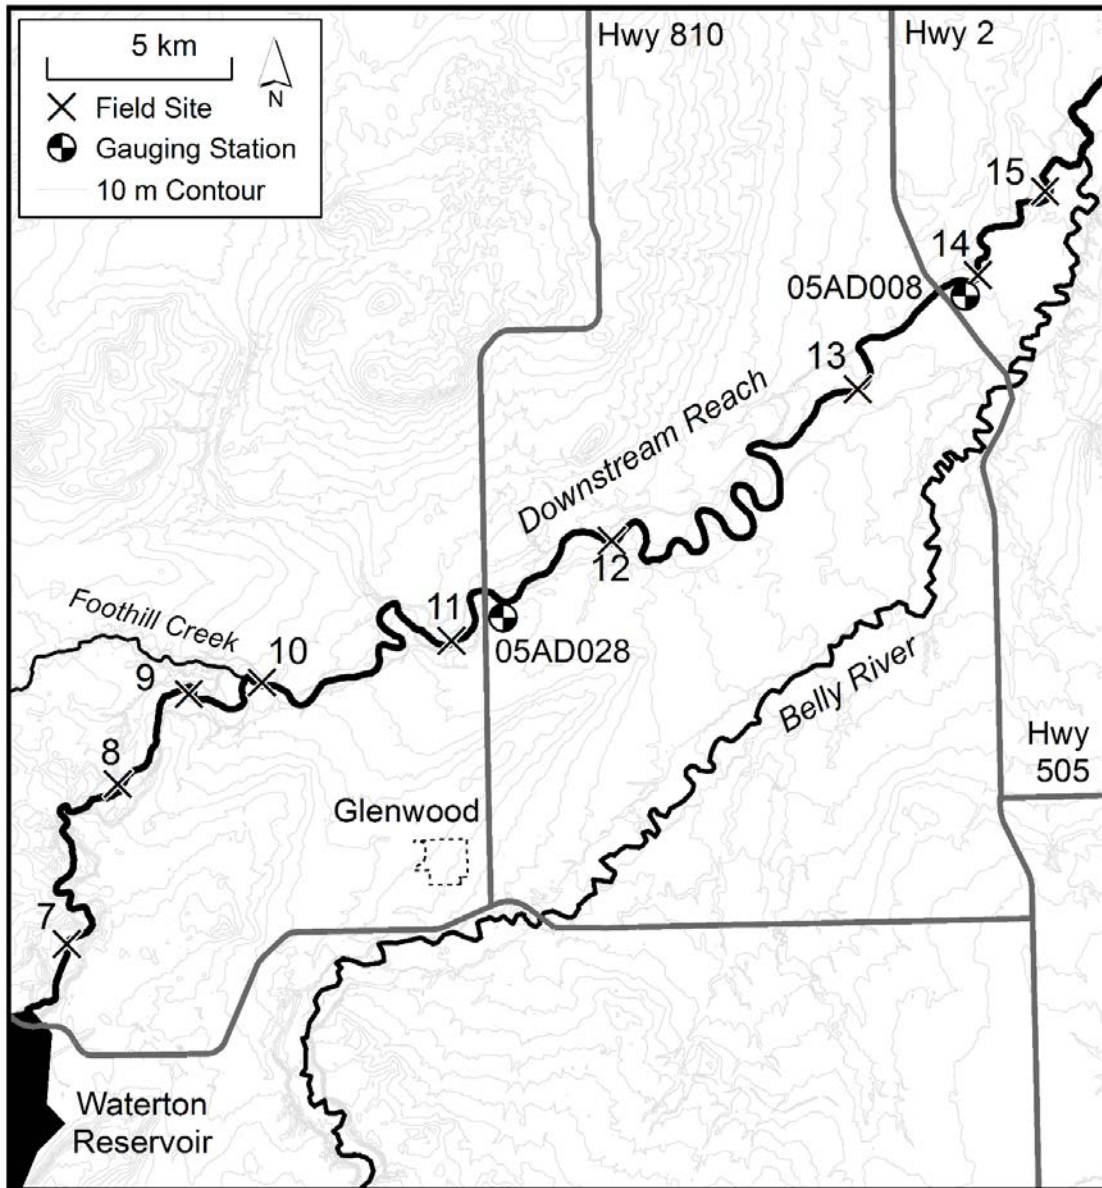 5 km
N
Field Site
Gauging Station
10 m Contour
Hwy 810
Hwy 2
15
14
05AD008
13
Downstream Reach
12
11
05AD028
Foothill Creek
10
9
8
Belly River
Hwy
505
Glenwood
7
Waterton
Reservoir